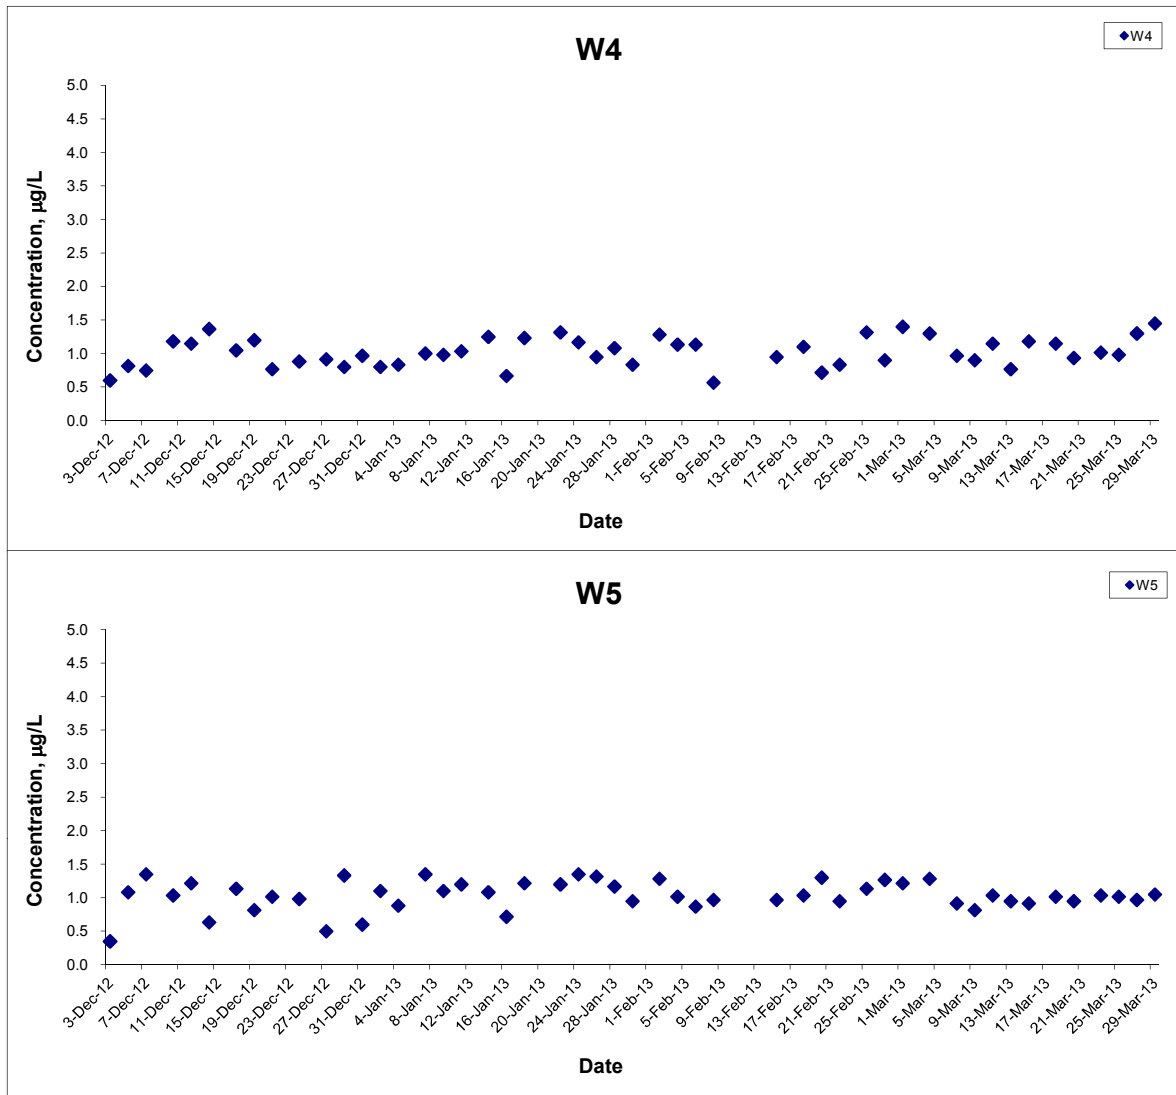 W4
W4
5.0
4.5
4.0
3.5
3.0
2.5
2.0
1.5
1.0
0.5
0.0
Concentration, µg/L
3-Dec-12
7-Dec-12
11-Dec-12
15-Dec-12
19-Dec-12
23-Dec-12
27-Dec-12
31-Dec-12
4-Jan-13
8-Jan-13
12-Jan-13
16-Jan-13
20-Jan-13
24-Jan-13
28-Jan-13
1-Feb-13
5-Feb-13
9-Feb-13
13-Feb-13
17-Feb-13
21-Feb-13
25-Feb-13
1-Mar-13
5-Mar-13
9-Mar-13
13-Mar-13
17-Mar-13
21-Mar-13
25-Mar-13
29-Mar-13
Date
W5
W5
5.0
4.5
4.0
3.5
3.0
2.5
2.0
1.5
1.0
0.5
0.0
Concentration, µg/L
3-Dec-12
7-Dec-12
11-Dec-12
15-Dec-12
19-Dec-12
23-Dec-12
27-Dec-12
31-Dec-12
4-Jan-13
8-Jan-13
12-Jan-13
16-Jan-13
20-Jan-13
24-Jan-13
28-Jan-13
1-Feb-13
5-Feb-13
9-Feb-13
13-Feb-13
17-Feb-13
21-Feb-13
25-Feb-13
1-Mar-13
5-Mar-13
9-Mar-13
13-Mar-13
17-Mar-13
21-Mar-13
25-Mar-13
29-Mar-13
Date